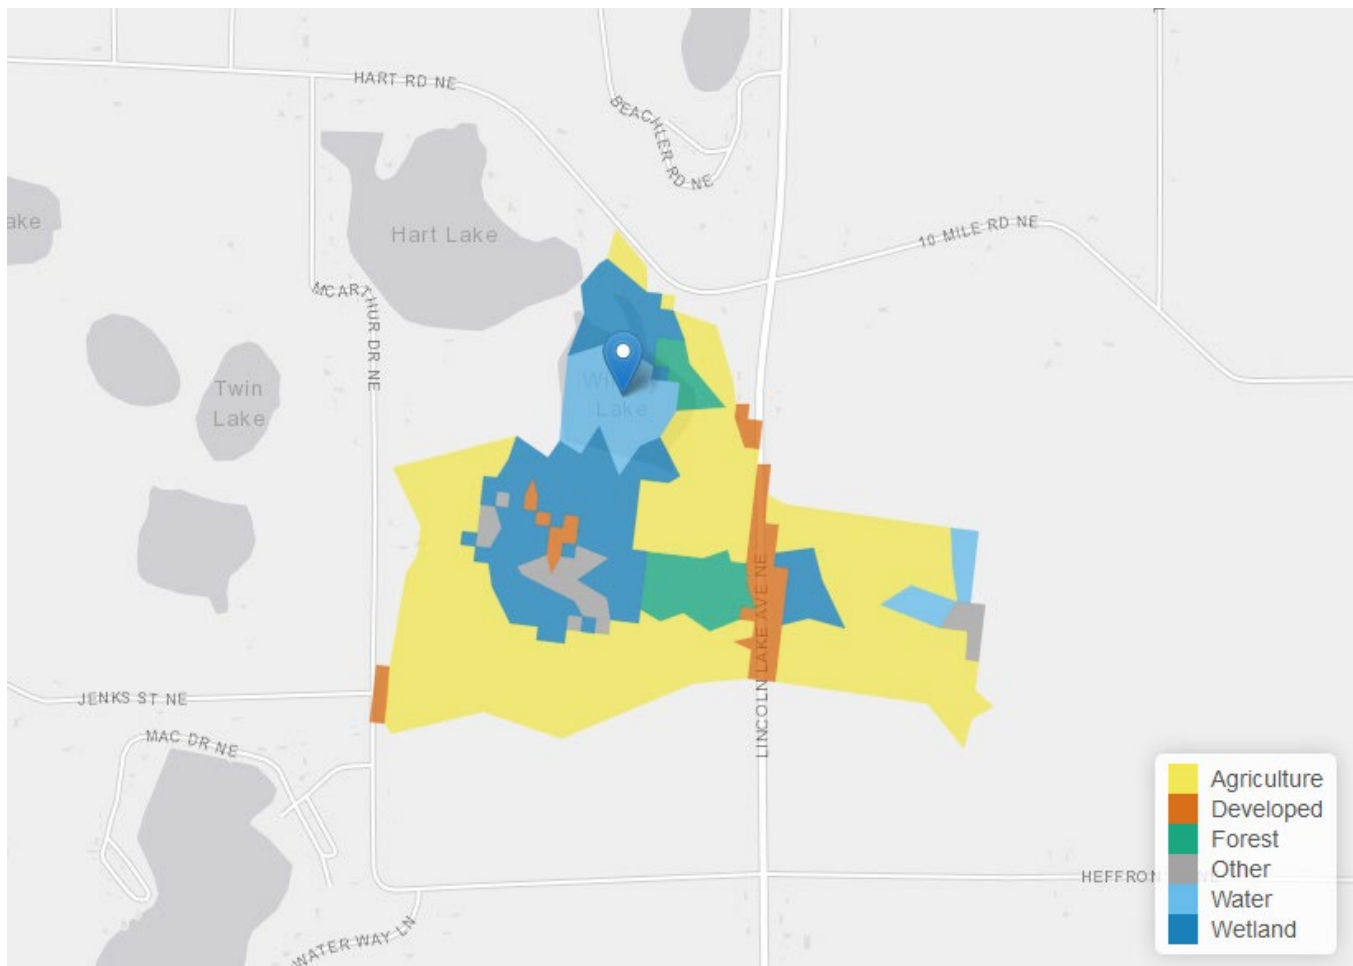 HART RD NE
BEACHLER RD NE
ake
Hart Lake
10 MILE RD NE
MCARTHUR DR NE
Twin
Lake
Lake
LINCOLN LAKE AVE NE
JENKS ST NE
MAC DR NE
WATER WAY LN
HEFFRON
Agriculture
Developed
Forest
Other
Water
Wetland